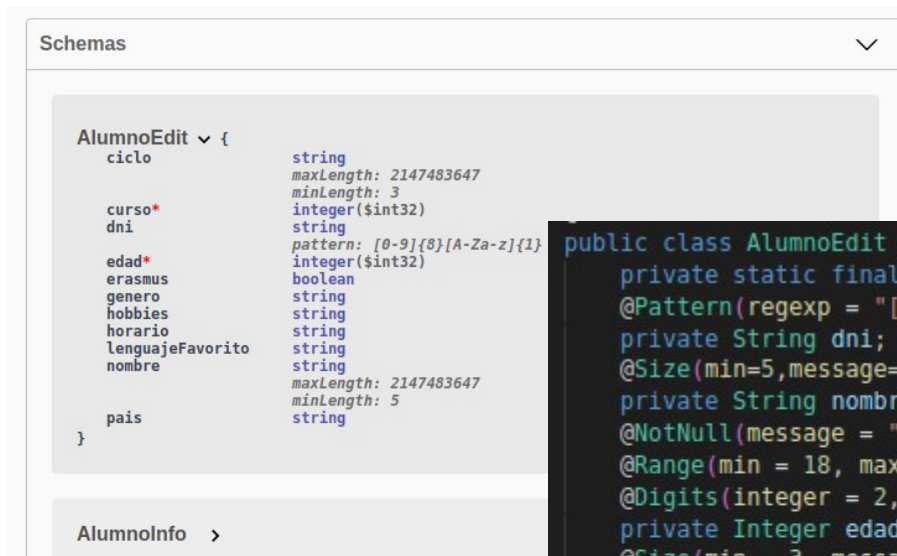 Schemas
AlumnoEdit {
ciclo string
maxLength: 2147483647
minLength: 3
curso* integer($int32)
dni string
pattern: [0-9]{8}[A-Za-z]{1}
edad* integer($int32)
erasmus boolean
genero string
hobbies string
horario string
lenguajeFavorito string
nombre string
maxLength: 2147483647
minLength: 5
pais string
}
AlumnoInfo >
public class AlumnoEdit
private static final
@Pattern(regexp = "[
private String dni;
@Size(min=5,message=
private String nombr
@NotNull(message = "
@Range(min = 18, max
@Digits(integer = 2,
private Integer edad